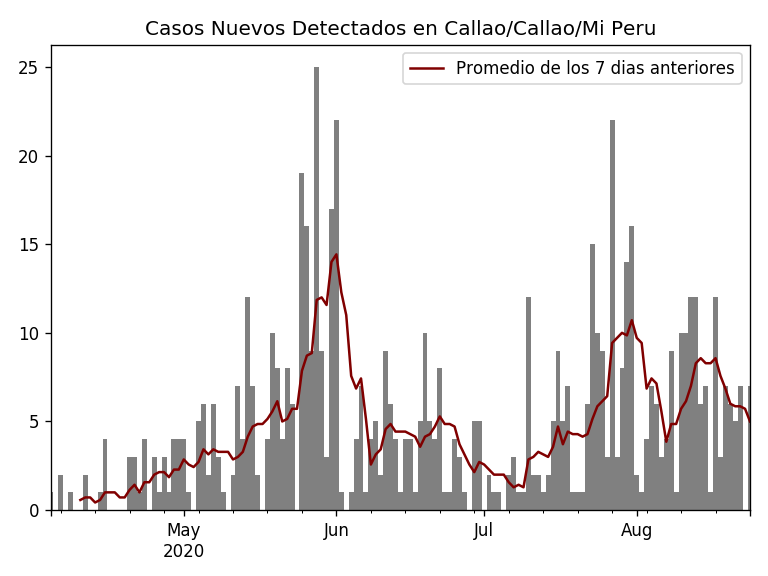 Casos Nuevos Detectados en Callao/Callao/Mi Peru
Promedio de los 7 dias anteriores
25
20
15
10
5
0
May
2020
Jun
Jul
Aug